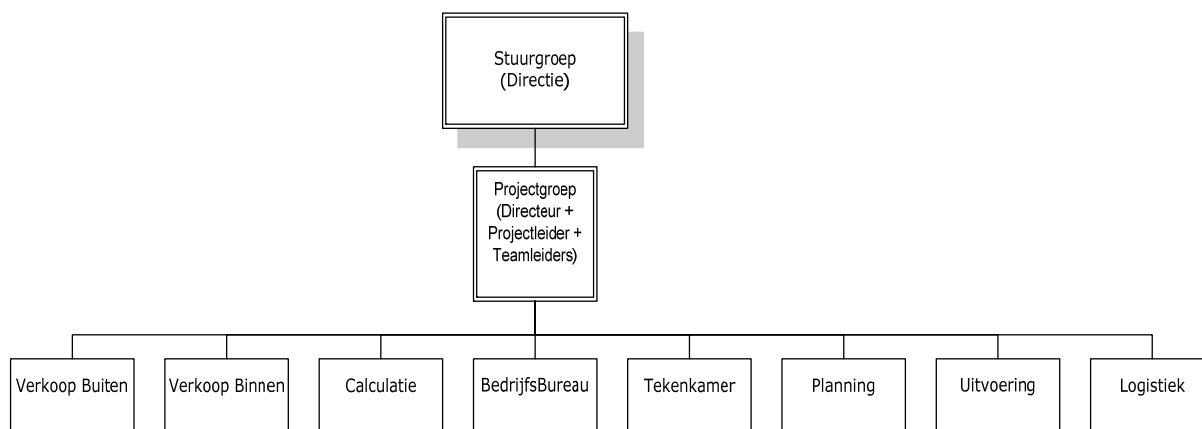 Stuurgroep
(Directie)
Projectgroep
(Directeur +
Projectleider +
Teamleiders)
Verkoop Buiten
Verkoop Binnen
Calculatie
BedrijfsBureau
Tekenkamer
Planning
Uitvoering
Logistiek